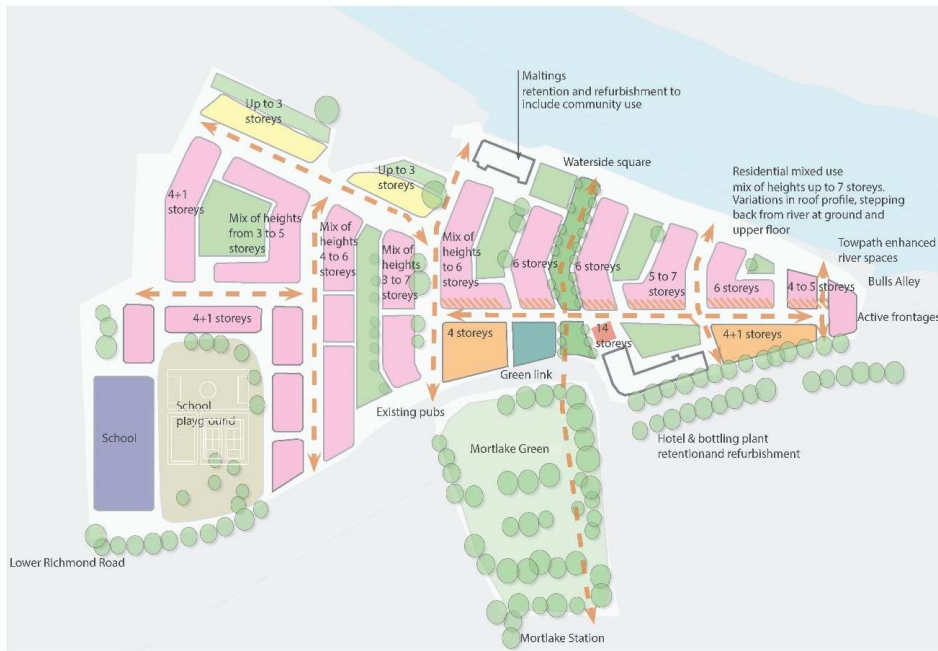 Maltings
retention and refurbishment to
include community use
Up to 3
storeys
Waterside square
Up to 3
storeys
Residential mixed use
mix of heights up to 7 storeys.
Variations in roof profile, stepping
back from river at ground and
upper floor
4+1
storeys
Mix of heights
from 3 to 5
storeys
Mix of
heights
4 to 6
storeys
Mix of
heights
3 to 7
storeys
Mix of
heights
to 6
storeys
6 storeys
6 storeys
5 to 7
storeys
6 storeys
4 to 5 storeys
Towpath enhanced
river spaces
Bulls Alley
Active frontages
4+1 storeys
4 storeys
14
storeys
4+1 storeys
Green link
Existing pubs
School
School
playground
Mortlake Green
Hotel & bottling plant
retentionand refurbishment
Lower Richmond Road
Mortlake Station